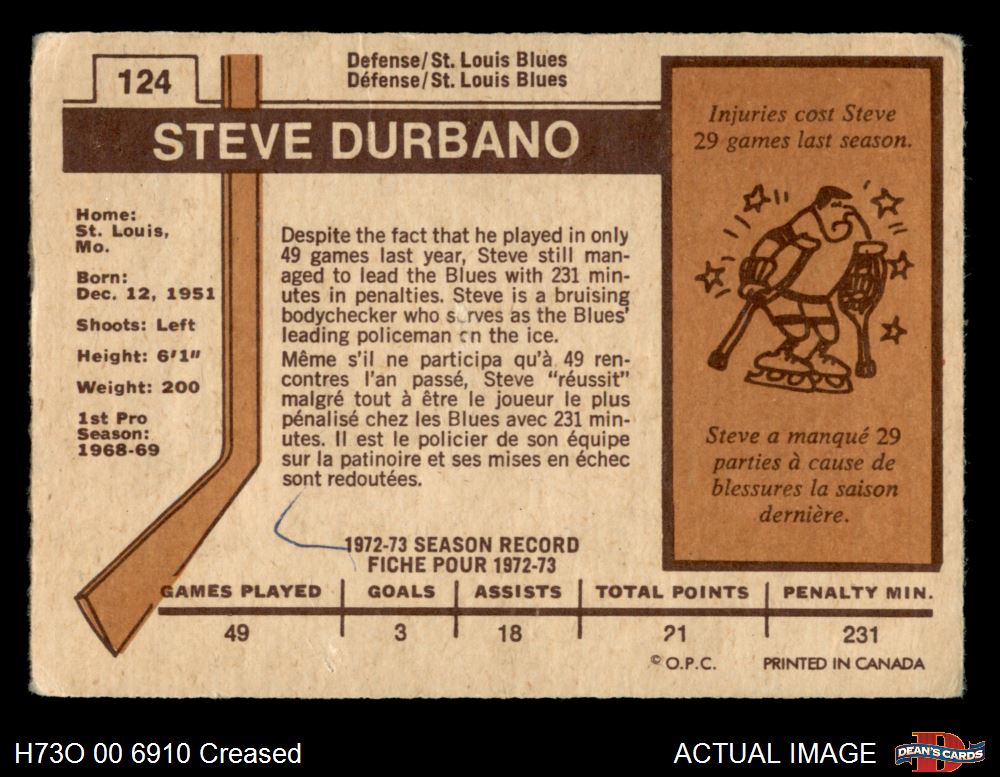 124
Defense/St. Louis Blues
Défense/St. Louis Blues
STEVE DURBANO
Home:
St. Louis,
Mo.
Born:
Dec. 12, 1951
Shoots: Left
Height: 6'1"
Weight: 200
1st Pro
Season:
1968-69
Despite the fact that he played in only
49 games last year, Steve still man-
aged to lead the Blues with 231 min-
utes in penalties. Steve is a bruising
bodychecker who serves as the Blues'
leading policeman on the ice.
Même s'il ne participa qu'à 49 ren-
contres l'an passé, Steve "réussit"
malgré tout à être le joueur le plus
pénalisé chez les Blues avec 231 min-
utes. Il est le policier de son équipe
sur la patinoire et ses mises en échec
sont redoutées.
Injuries cost Steve
29 games last season.
Steve a manqué 29
parties à cause de
blessures la saison
dernière.
1972-73 SEASON RECORD
FICHE POUR 1972-73
GAMES PLAYED GOALS ASSISTS TOTAL POINTS PENALTY MIN.
49 3 18 21 231
© O.P.C. PRINTED IN CANADA
H73O 00 6910 Creased
ACTUAL IMAGE
DEAN'S CARDS